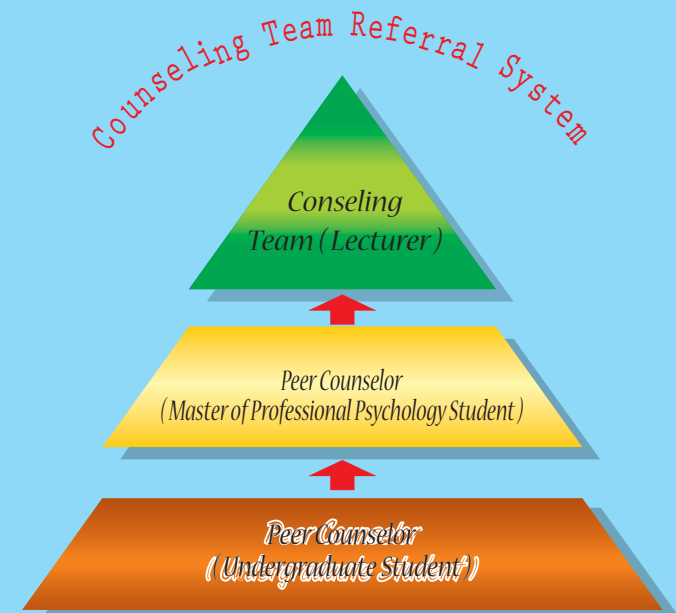 Counseling Team Referral System
Conseling
Team ( Lecturer )
Peer Counselor
( Master of Professional Psychology Student )
Peer Counselor
( Undergraduate Student )